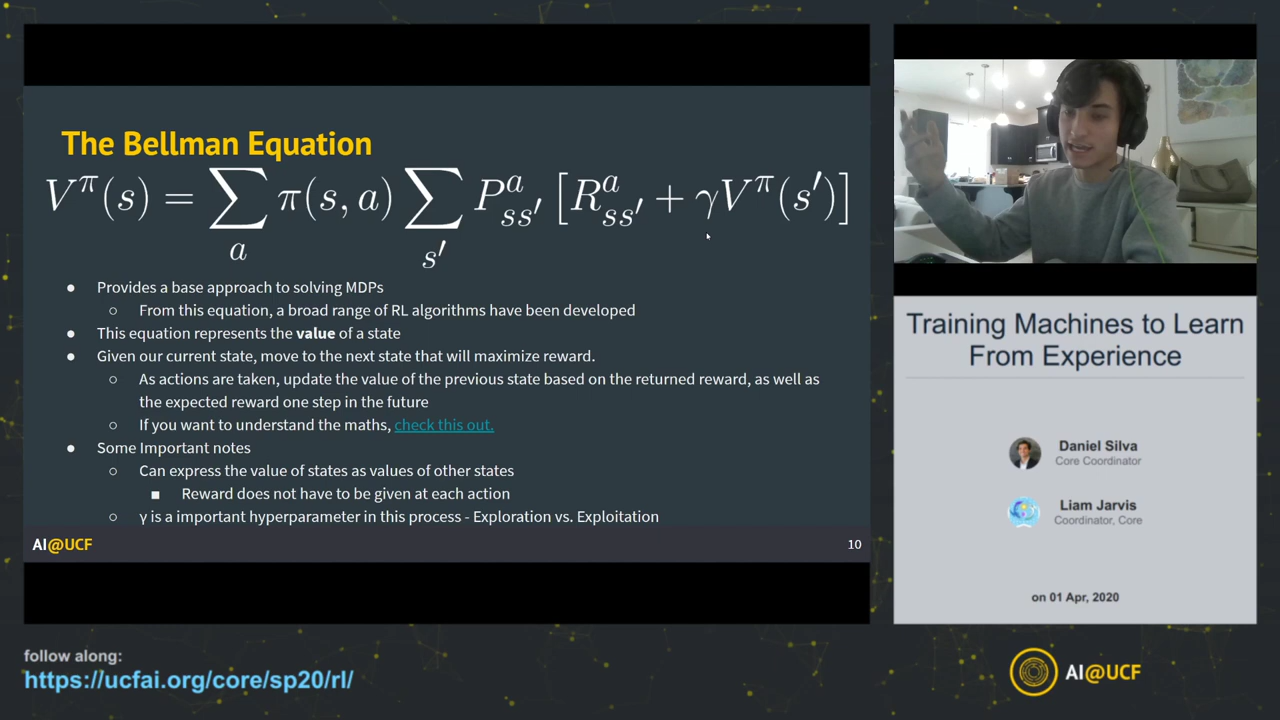 The Bellman Equation
V^π(s) = ∑_a π(s, a) ∑_{s'} P^a_{ss'} [R^a_{ss'} + γV^π(s')]
● Provides a base approach to solving MDPs
○ From this equation, a broad range of RL algorithms have been developed
● This equation represents the value of a state
● Given our current state, move to the next state that will maximize reward.
○ As actions are taken, update the value of the previous state based on the returned reward, as well as
the expected reward one step in the future
○ If you want to understand the maths, check this out.
● Some Important notes
○ Can express the value of states as values of other states
■ Reward does not have to be given at each action
○ γ is a important hyperparameter in this process - Exploration vs. Exploitation
AI@UCF
10
Training Machines to Learn
From Experience
Daniel Silva
Core Coordinator
Liam Jarvis
Coordinator, Core
on 01 Apr, 2020
follow along:
https://ucfai.org/core/sp20/rl/
AI@UCF